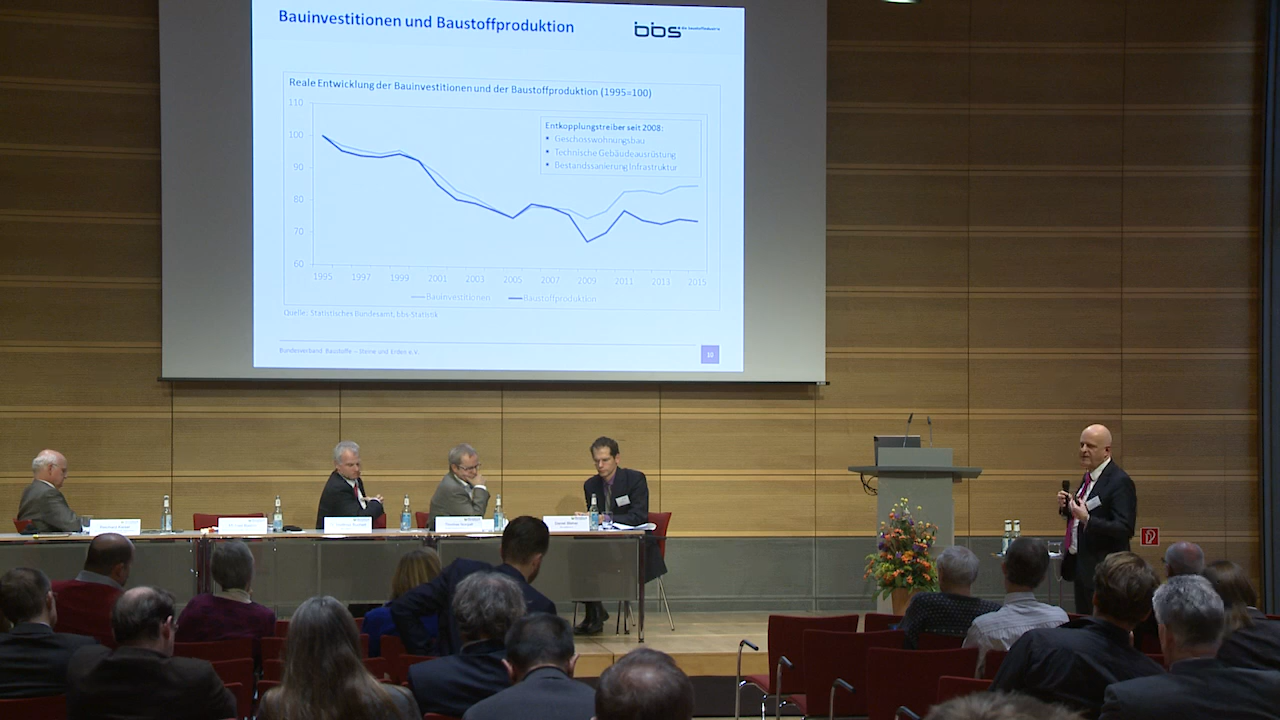 Bauinvestitionen und Baustoffproduktion
bbs
Reale Entwicklung der Bauinvestitionen und der Baustoffproduktion (1995=100)
110
100
90
80
70
60
Entkopplungstreiber seit 2008:
• Geschosswohnungsbau
• Technische Gebäudeausrüstung
• Bestandssanierung Infrastruktur
1995 1997 1999 2001 2003 2005 2007 2009 2011 2013 2015
Bauinvestitionen Baustoffproduktion
Quelle: Statistisches Bundesamt, bbs-Statistik
Bundesverband Baustoffe – Steine und Erden e. V.
10